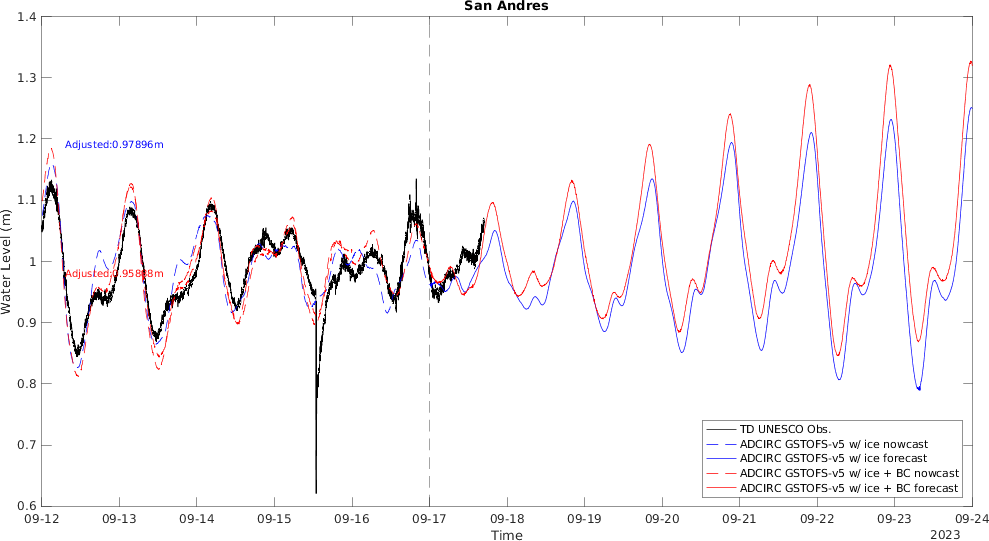 San Andres
1.4
1.3
1.2
1.1
1
0.9
0.8
0.7
0.6
Water Level (m)
Adjusted:0.97896m
Adjusted:0.95888m
TD UNESCO Obs.
ADCIRC GSTOFS-v5 w/ ice nowcast
ADCIRC GSTOFS-v5 w/ ice forecast
ADCIRC GSTOFS-v5 w/ ice + BC nowcast
ADCIRC GSTOFS-v5 w/ ice + BC forecast
09-12 09-13 09-14 09-15 09-16 09-17 09-18 09-19 09-20 09-21 09-22 09-23 09-24
Time
2023